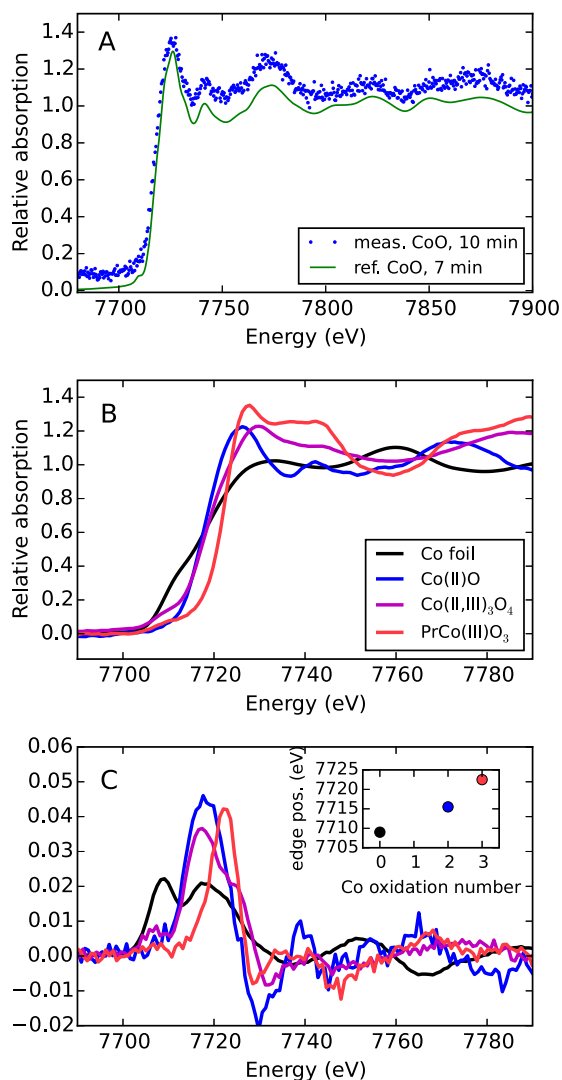 A
Relative absorption
1.4
1.2
1.0
0.8
0.6
0.4
0.2
0.0
meas. CoO, 10 min
ref. CoO, 7 min
7700 7750 7800 7850 7900
Energy (eV)
B
Relative absorption
1.4
1.2
1.0
0.8
0.6
0.4
0.2
0.0
Co foil
Co(II)O
Co(II,III)₃O₄
PrCo(III)O₃
7700 7720 7740 7760 7780
Energy (eV)
C
0.06
0.05
0.04
0.03
0.02
0.01
0.00
−0.01
−0.02
edge pos. (eV)
7725
7720
7715
7710
7705
0 1 2 3
Co oxidation number
7700 7720 7740 7760 7780
Energy (eV)